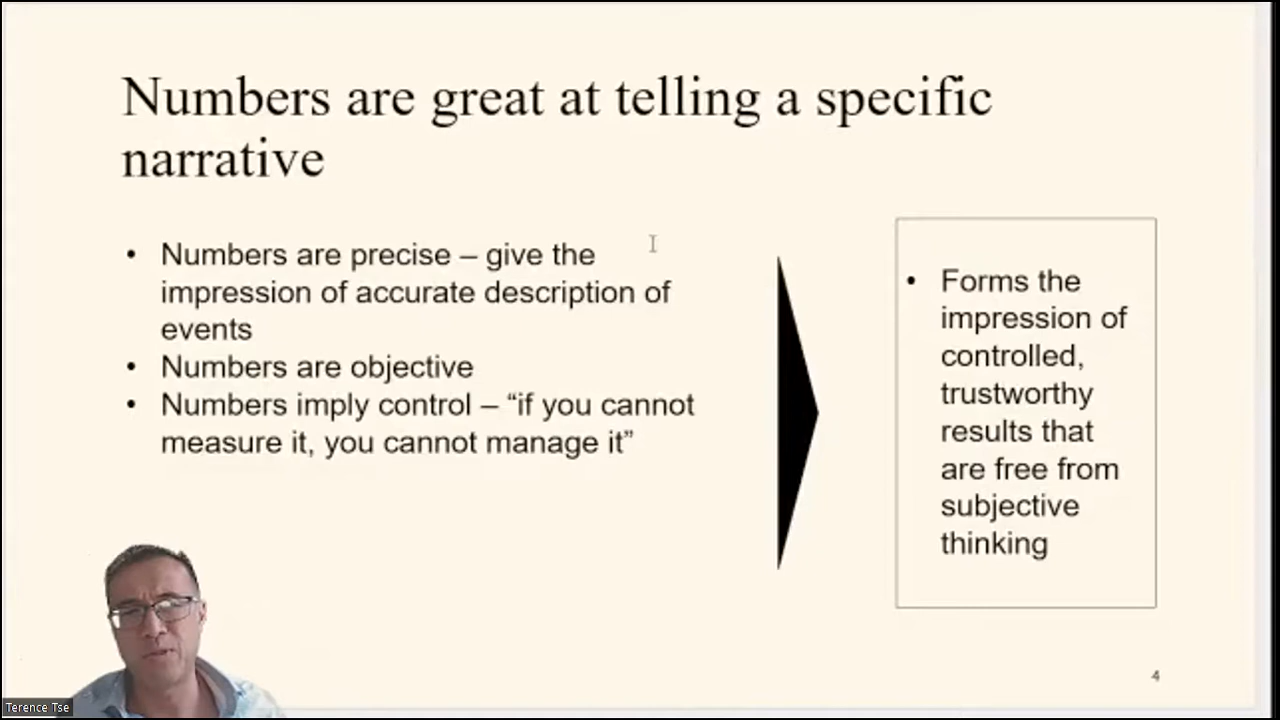 Numbers are great at telling a specific
narrative
• Numbers are precise – give the
impression of accurate description of
events
• Numbers are objective
• Numbers imply control – “if you cannot
measure it, you cannot manage it”
• Forms the
impression of
controlled,
trustworthy
results that
are free from
subjective
thinking
4
Terence Tse